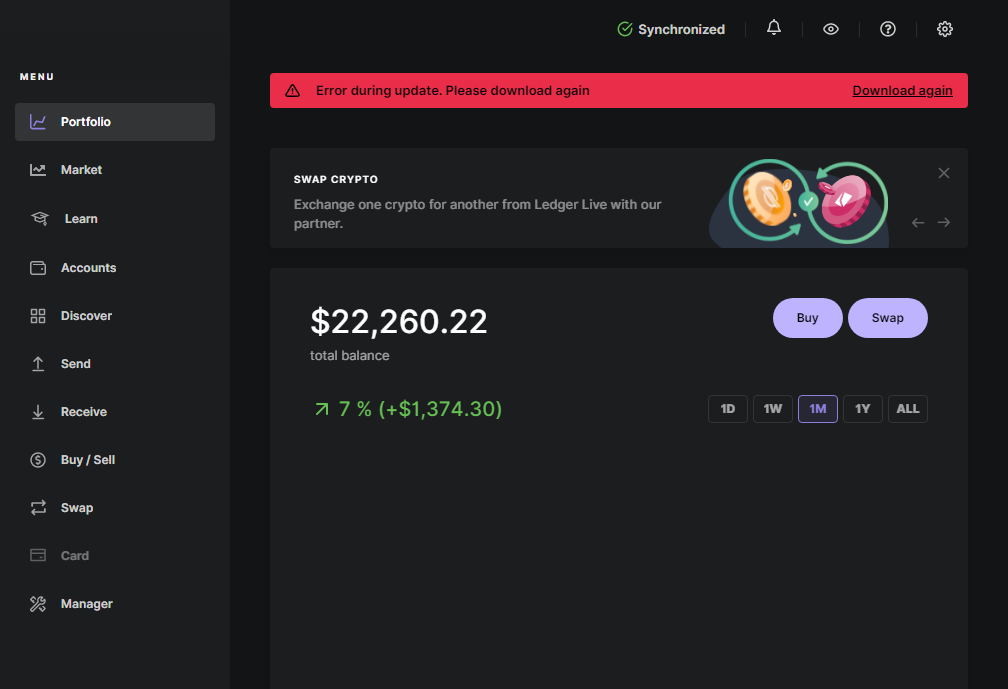 Synchronized
MENU
Portfolio
Market
Learn
Accounts
Discover
Send
Receive
Buy / Sell
Swap
Card
Manager
Error during update. Please download again
Download again
SWAP CRYPTO
Exchange one crypto for another from Ledger Live with our
partner.
$22,260.22
total balance
Buy
Swap
7 % (+$1,374.30)
1D
1W
1M
1Y
ALL